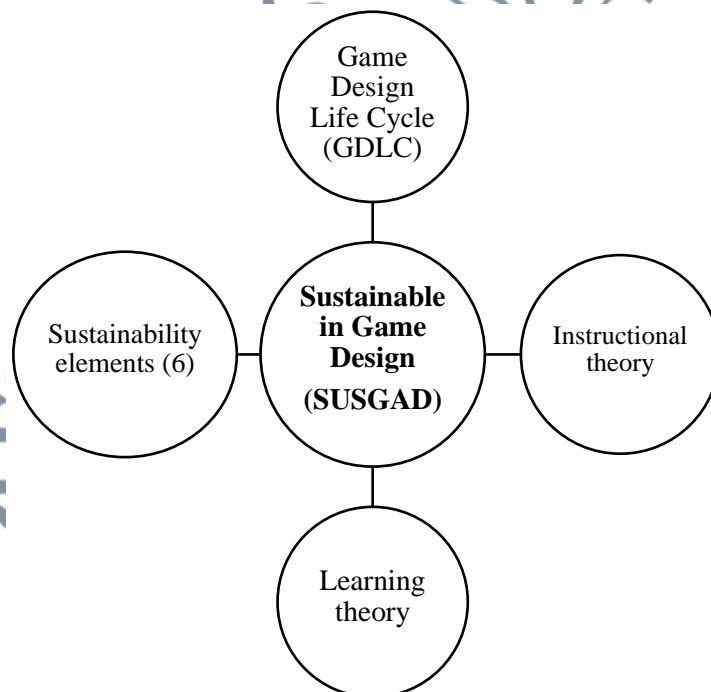 Game
Design
Life Cycle
(GDLC)
Sustainability
elements (6)
Sustainable
in Game
Design
(SUSGAD)
Instructional
theory
Learning
theory